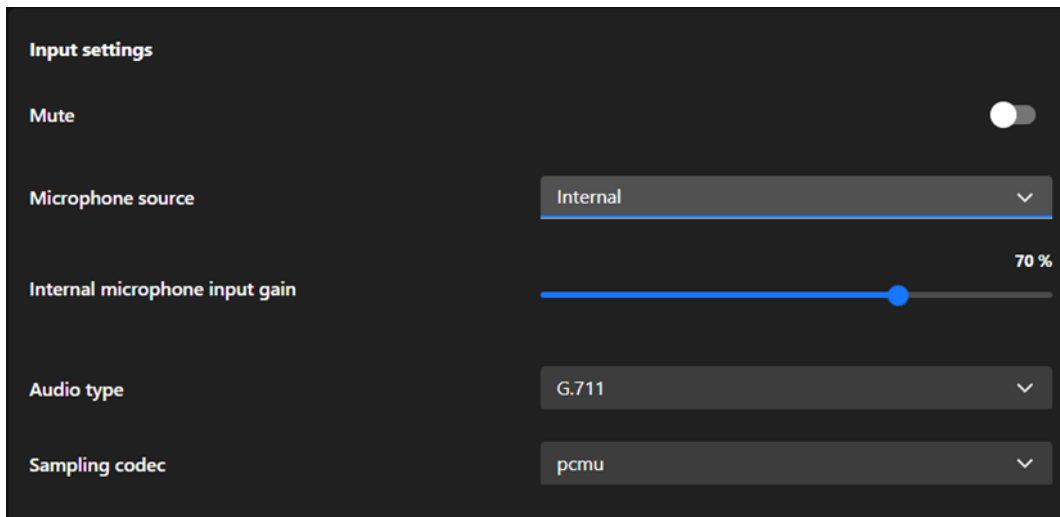 Input settings
Mute
Microphone source
Internal
70 %
Internal microphone input gain
Audio type
G.711
Sampling codec
pcmu